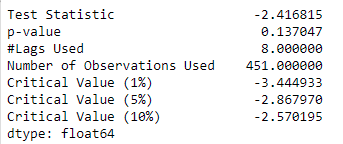 Test Statistic -2.416815
p-value 0.137047
#Lags Used 8.000000
Number of Observations Used 451.000000
Critical Value (1%) -3.444933
Critical Value (5%) -2.867970
Critical Value (10%) -2.570195
dtype: float64